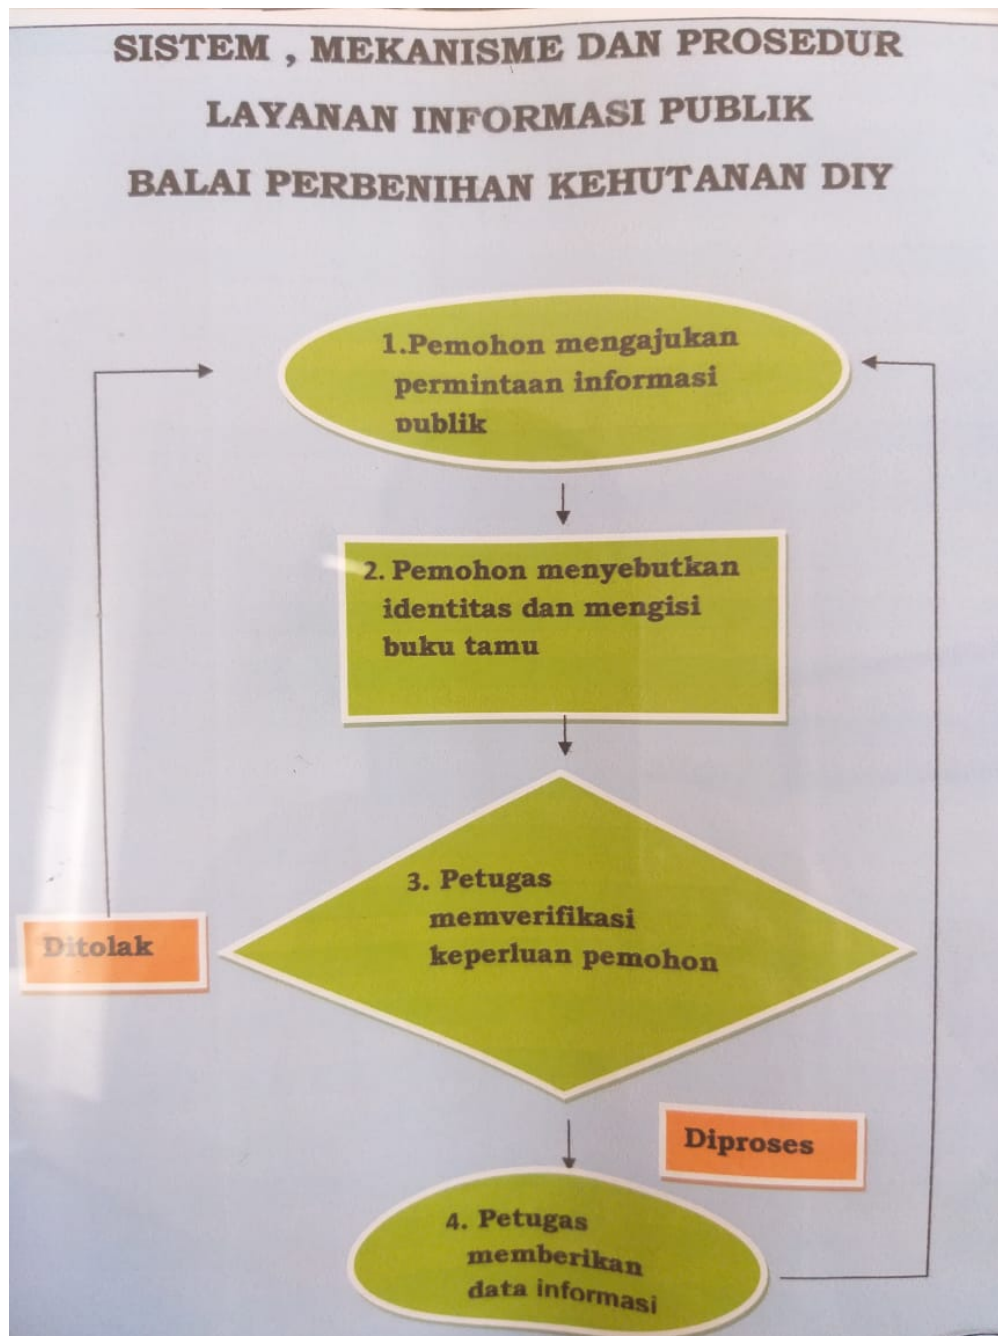 SISTEM , MEKANISME DAN PROSEDUR
LAYANAN INFORMASI PUBLIK
BALAI PERBENIHAN KEHUTANAN DIY
1.Pemohon mengajukan
permintaan informasi
publik
2. Pemohon menyebutkan
identitas dan mengisi
buku tamu
3. Petugas
memverifikasi
keperluan pemohon
Ditolak
Diproses
4. Petugas
memberikan
data informasi